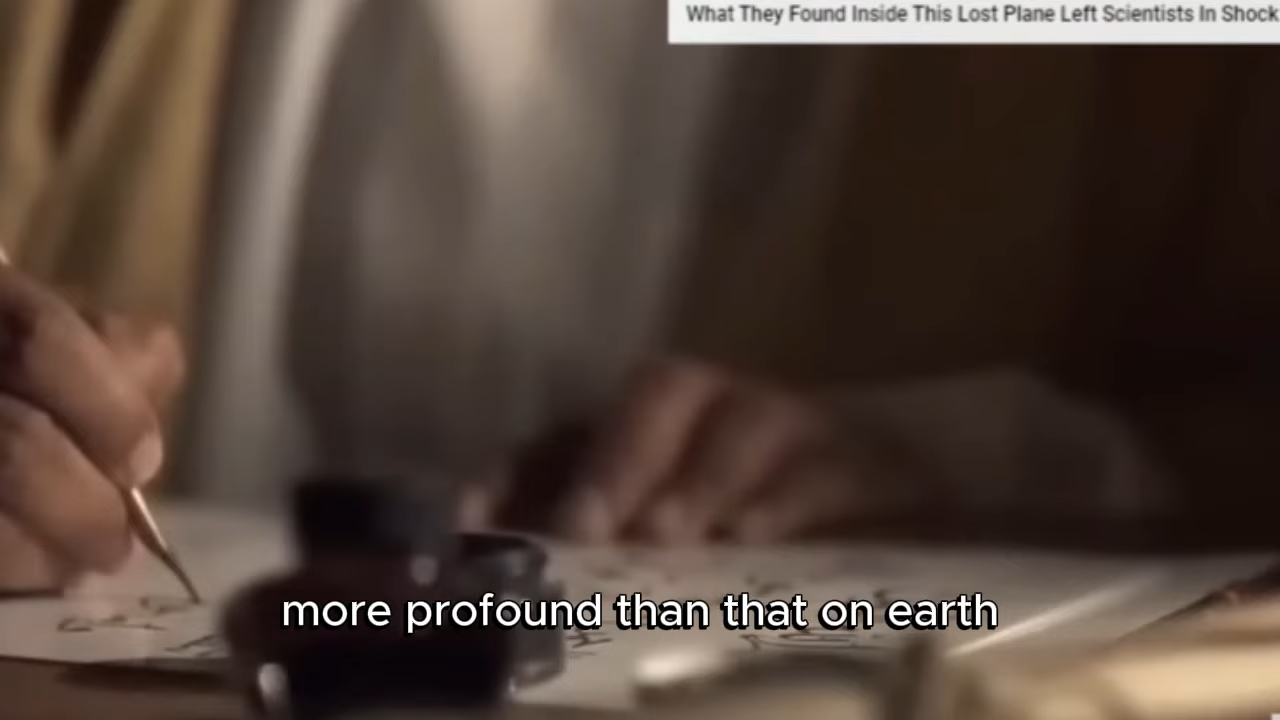 What They Found Inside This Lost Plane Left Scientists In Shock
more profound than that on earth